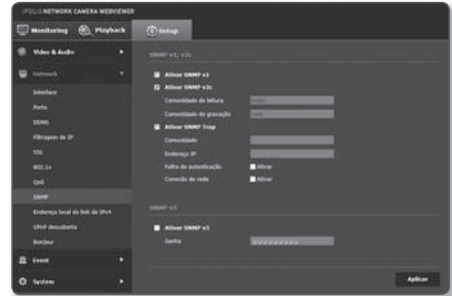 iPOLiS NETWORK CAMERA WEBVIEWER
Monitoring
Playback
Setup
Video & Audio
Network
Interface
Porta
DDNS
Filtragem de IP
SSL
802.1x
QoS
SNMP
Endereço local do link de IPv4
UPnP descoberta
Bonjour
Event
System
SNMP v1, v2c
Ativar SNMP v1
Ativar SNMP v2c
Comunidade de leitura
Comunidade de gravação
Ativar SNMP Trap
Comunidade
Endereço IP
Falha de autenticação Ativar
Conexão de rede Ativar
SNMP v3
Ativar SNMP v3
Senha
Aplicar